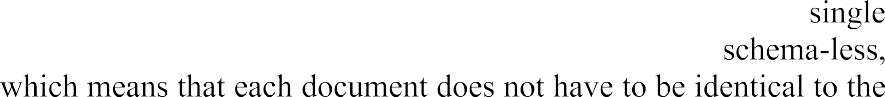 single
schema-less,
which means that each document does not have to be identical to the